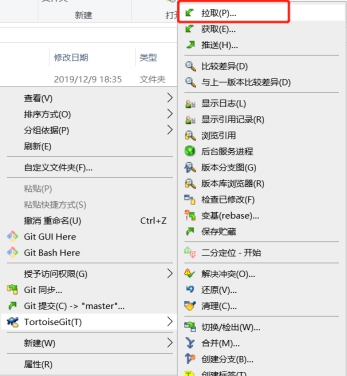 新建
修改日期
类型
2019/12/9 18:35
文件夹
查看(V)
排序方式(O)
分组依据(P)
刷新(E)
自定义文件夹(F)...
粘贴(P)
粘贴快捷方式(S)
撤消 重命名(U)
Ctrl+Z
Git GUI Here
Git Bash Here
授予访问权限(G)
Git 同步...
Git 提交(C) -> "master"...
TortoiseGit(T)
新建(W)
属性(R)
拉取(P)...
获取(E)...
推送(H)...
比较差异(D)
与上一版本比较差异(D)
显示日志(L)
显示引用记录(R)
浏览引用
后台服务进程
版本分支图(G)
版本库浏览器(R)
检查已修改(F)
变基(rebase)...
保存贮藏
二分定位 - 开始
解决冲突(O)...
还原(V)...
清理(C)...
切换/检出(W)...
合并(M)...
创建分支(B)...
创建标签(T)